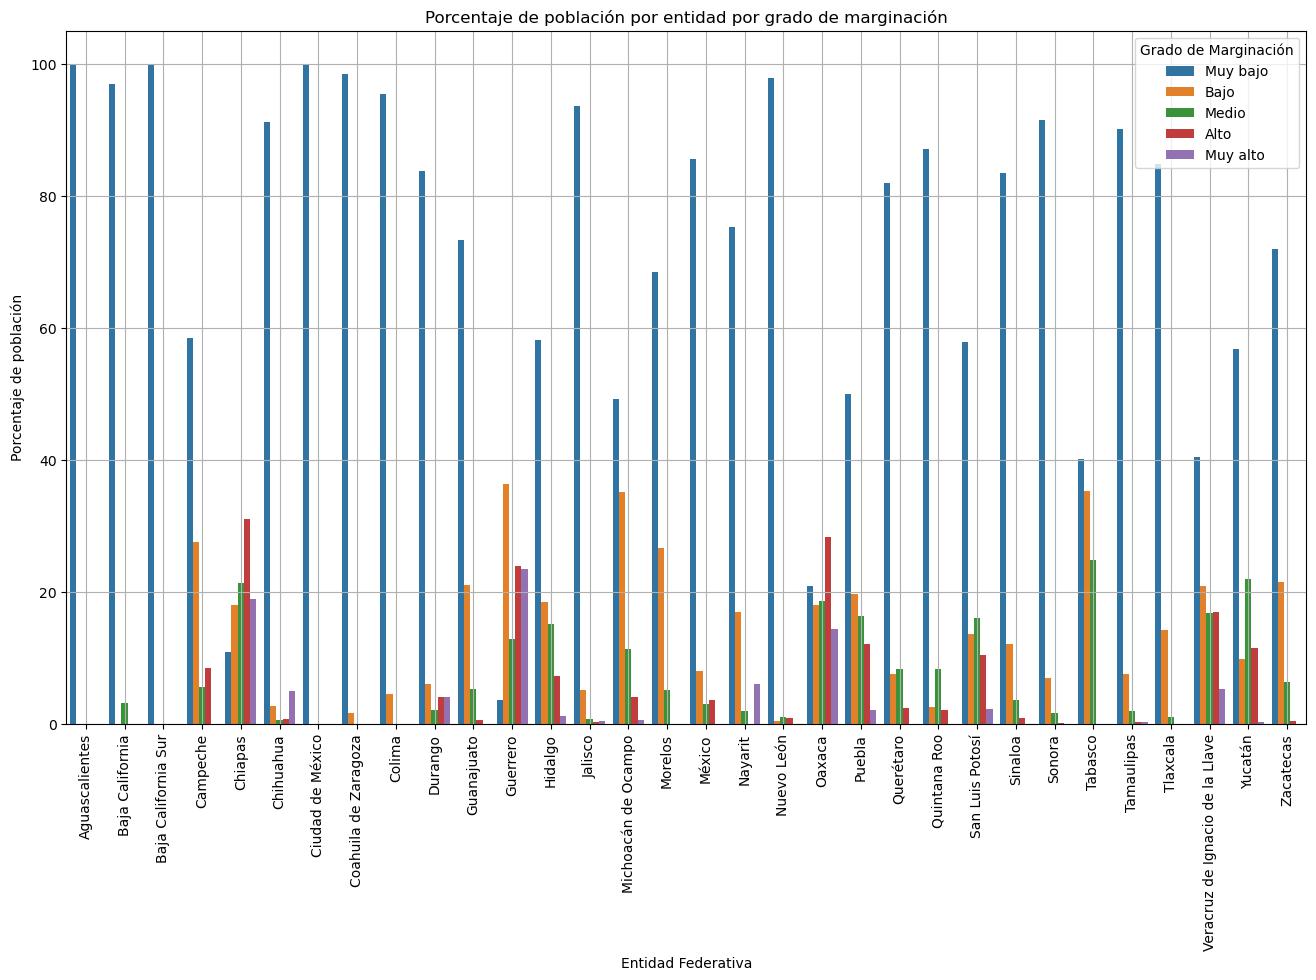 Porcentaje de población por entidad por grado de marginación
Grado de Marginación
Muy bajo
Bajo
Medio
Alto
Muy alto
Porcentaje de población
100
80
60
40
20
0
Aguascalientes
Baja California
Baja California Sur
Campeche
Chiapas
Chihuahua
Ciudad de México
Coahuila de Zaragoza
Colima
Durango
Guanajuato
Guerrero
Hidalgo
Jalisco
Michoacán de Ocampo
Morelos
México
Nayarit
Nuevo León
Oaxaca
Puebla
Querétaro
Quintana Roo
San Luis Potosí
Sinaloa
Sonora
Tabasco
Tamaulipas
Tlaxcala
Veracruz de Ignacio de la Llave
Yucatán
Zacatecas
Entidad Federativa